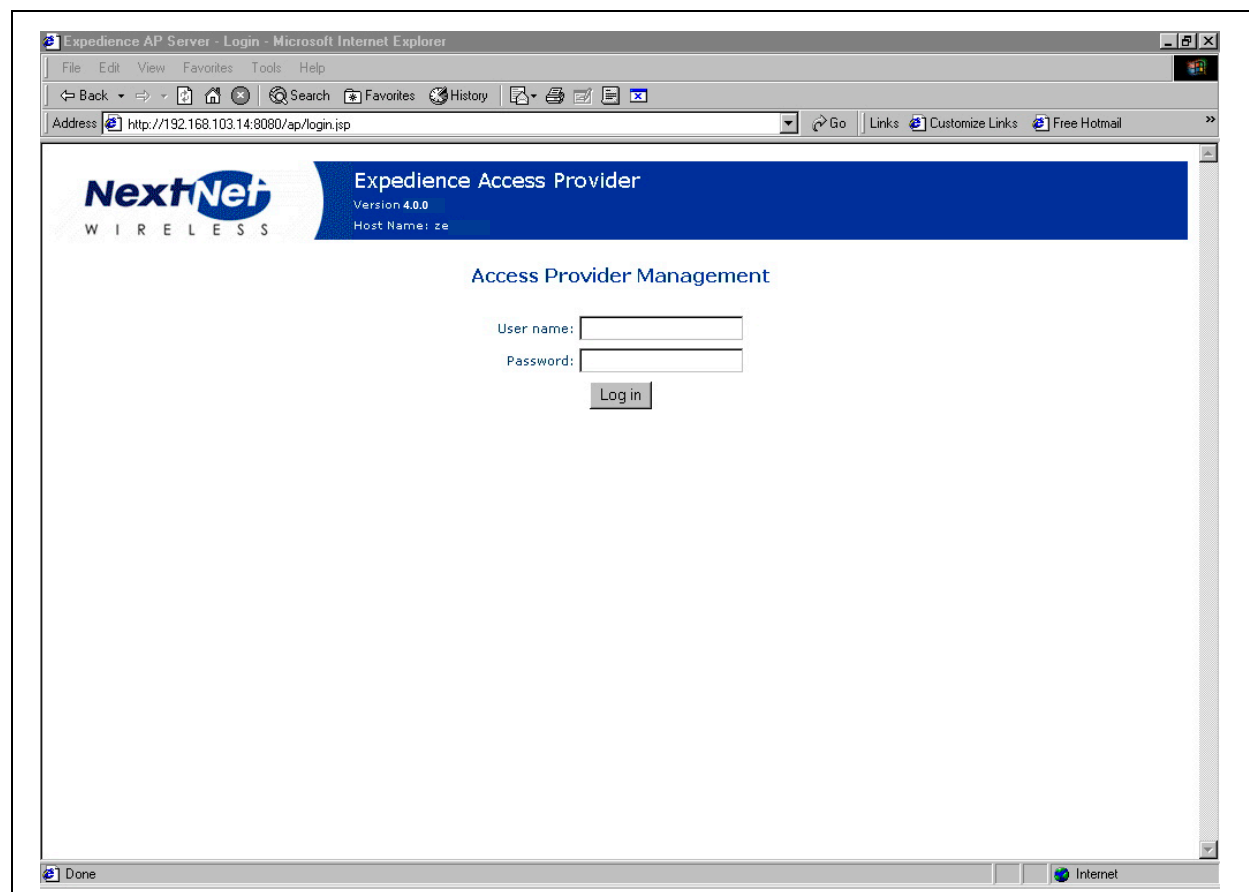 Expedience AP Server - Login - Microsoft Internet Explorer
File Edit View Favorites Tools Help
Back Search Favorites History
Address http://192.168.103.14:8080/ap/login.jsp Go Links Customize Links Free Hotmail »
NextNet
WIRELESS
Expedience Access Provider
Version 4.0.0
Host Name: ze
Access Provider Management
User name:
Password:
Log in
Done Internet